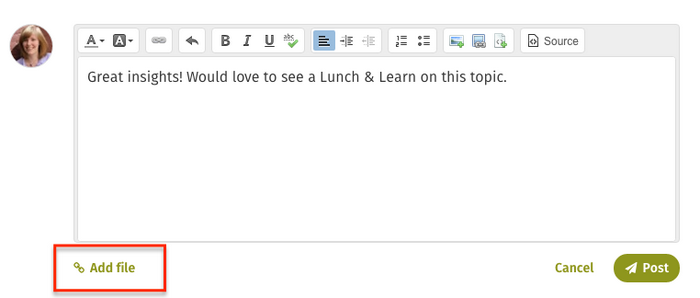 A A B I U abc Source
Great insights! Would love to see a Lunch & Learn on this topic.
Add file Cancel Post